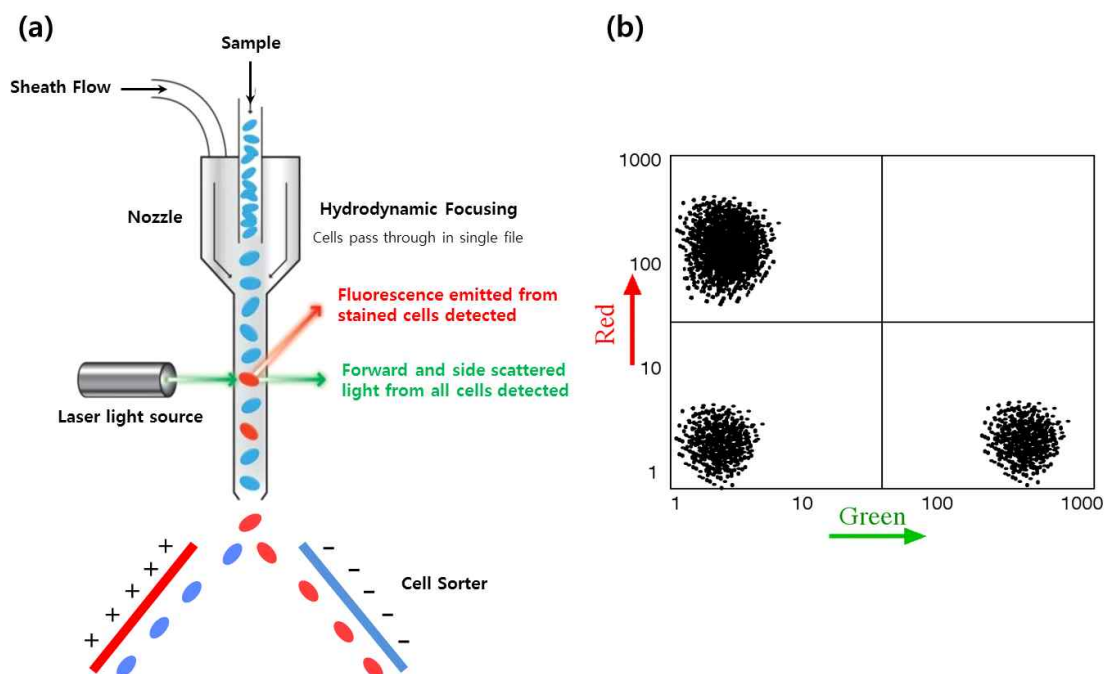 (a)
Sample
Sheath Flow
Nozzle
Hydrodynamic Focusing
Cells pass through in single file
Fluorescence emitted from
stained cells detected
Forward and side scattered
light from all cells detected
Laser light source
+ + + + + +
- - - - - -
Cell Sorter
(b)
1000
100
10
1
Red
1
10
100
1000
Green